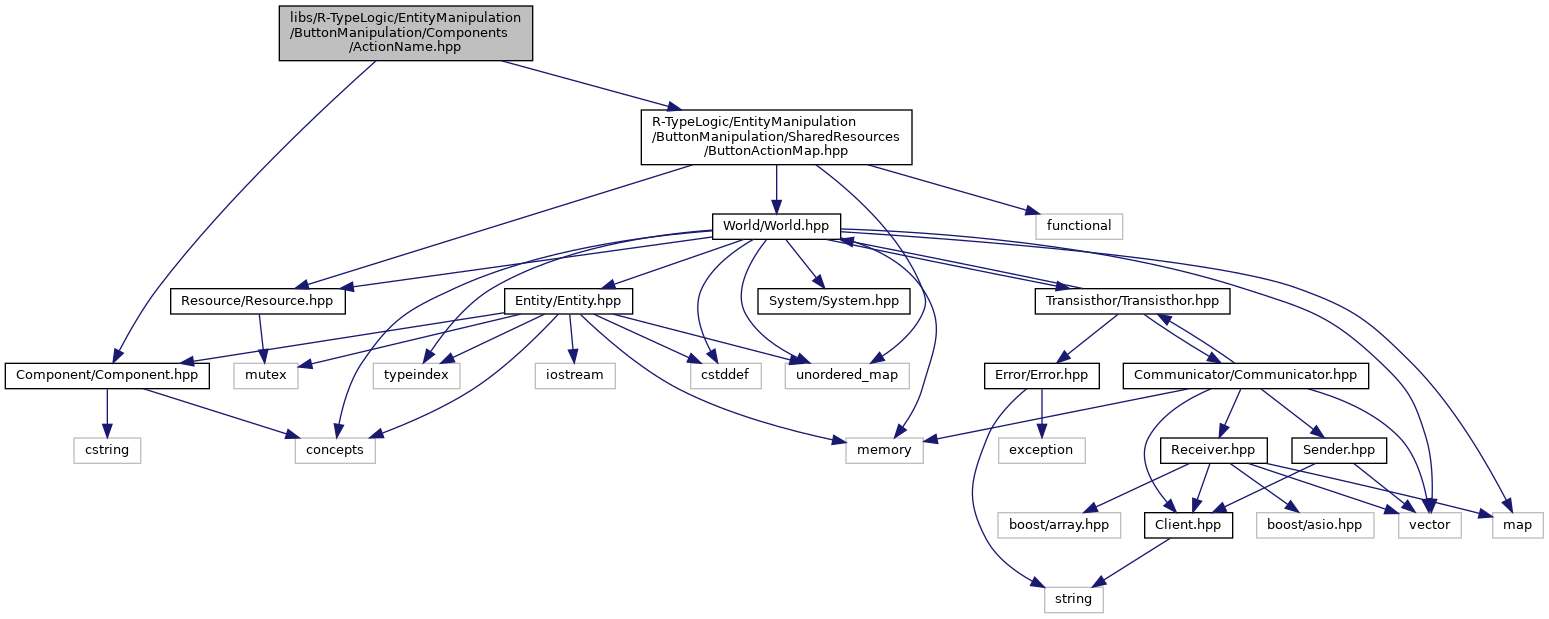 libs/R-TypeLogic/EntityManipulation
/ButtonManipulation/Components
/ActionName.hpp
R-TypeLogic/EntityManipulation
/ButtonManipulation/SharedResources
/ButtonActionMap.hpp
World/World.hpp
functional
Resource/Resource.hpp
Entity/Entity.hpp
System/System.hpp
Transisthor/Transisthor.hpp
Component/Component.hpp
mutex
typeindex
iostream
cstddef
unordered_map
Error/Error.hpp
Communicator/Communicator.hpp
cstring
concepts
memory
exception
Receiver.hpp
Sender.hpp
boost/array.hpp
Client.hpp
boost/asio.hpp
vector
map
string